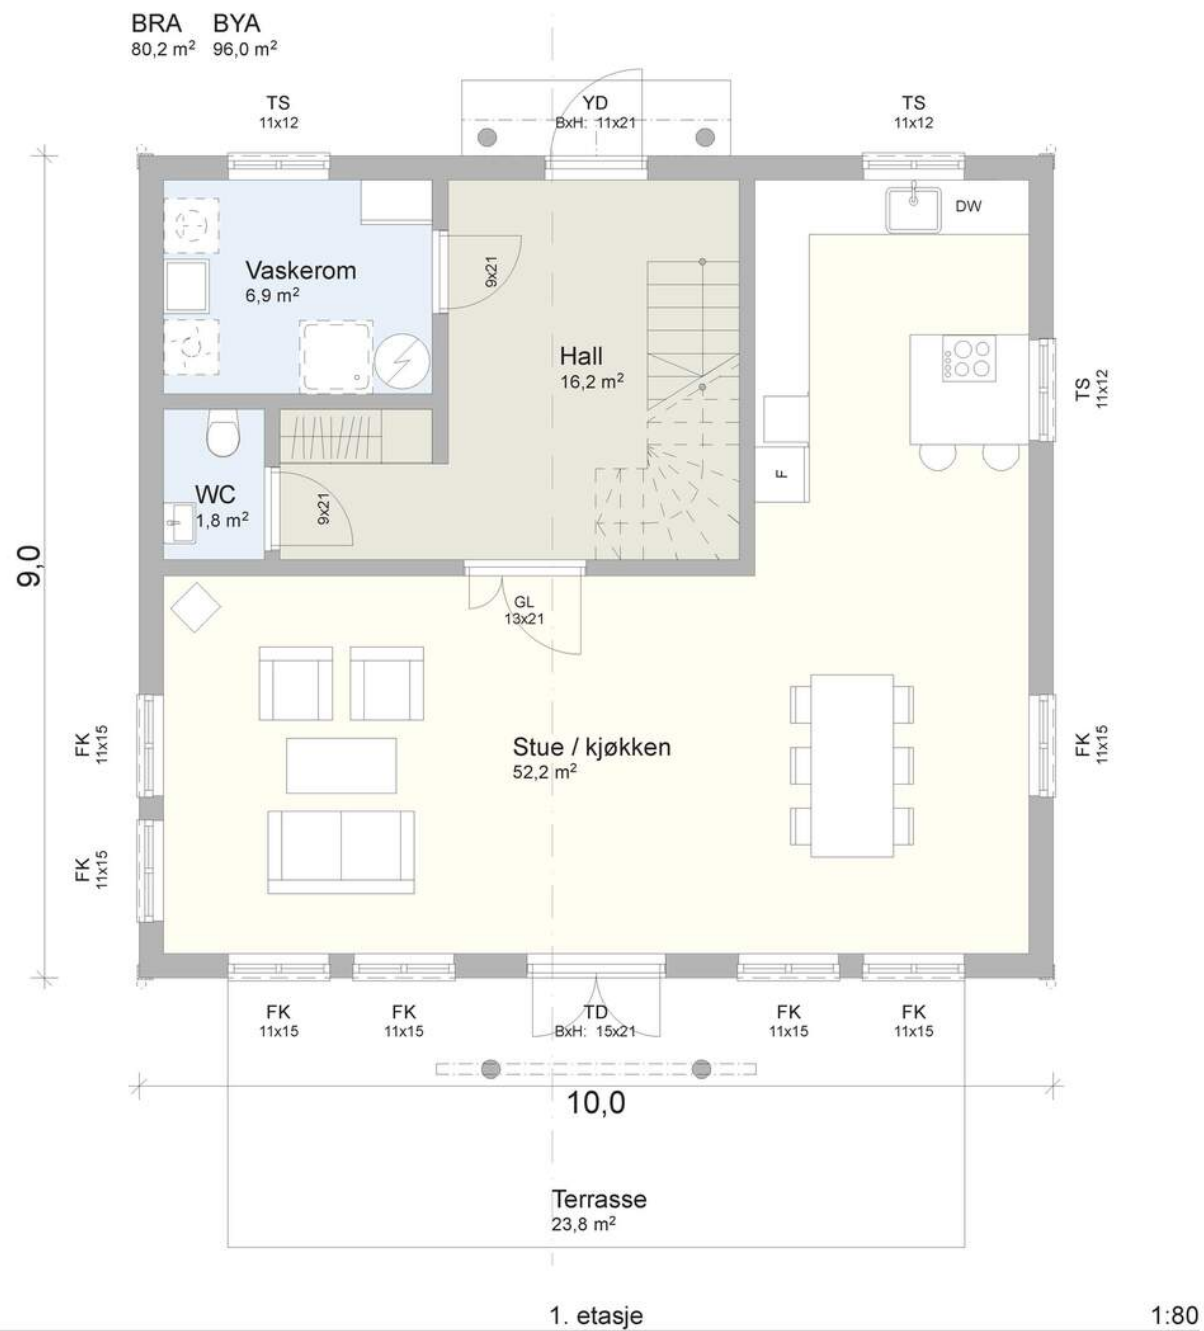 BRA BYA
80,2 m² 96,0 m²
TS
11x12
YD
BxH: 11x21
TS
11x12
DW
Vaskerom
6,9 m²
9x21
Hall
16,2 m²
TS
11x12
F
WC
1,8 m²
9x21
9,0
GL
13x21
FK
11x15
Stue / kjøkken
52,2 m²
FK
11x15
FK
11x15
FK
11x15
FK
11x15
TD
BxH: 15x21
FK
11x15
FK
11x15
10,0
Terrasse
23,8 m²
1. etasje
1:80